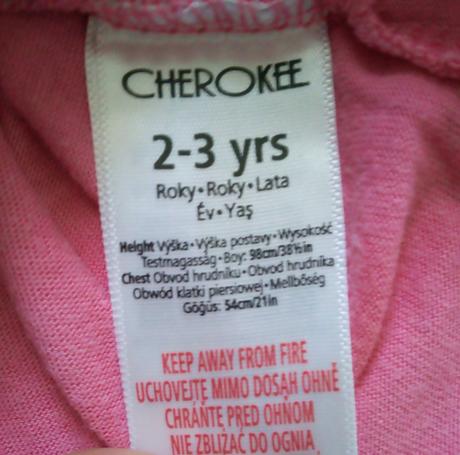 CHEROKEE
2-3 yrs
Roky•Roky•Lata
Év•Yaş
Height Výška•Výška postavy•Wysokość
Testmagasság•Boy: 98cm/38½in
Chest Obvod hrudníku•Obvod hrudníka
Obwód klatki piersiowej•Mellbőség
Göğüs: 54cm/21in
KEEP AWAY FROM FIRE
UCHOVEJTE MIMO DOSAH OHNĚ
CHRÁŇTE PRED OHŇOM
NIE ZBLIŻAĆ DO OGNIA